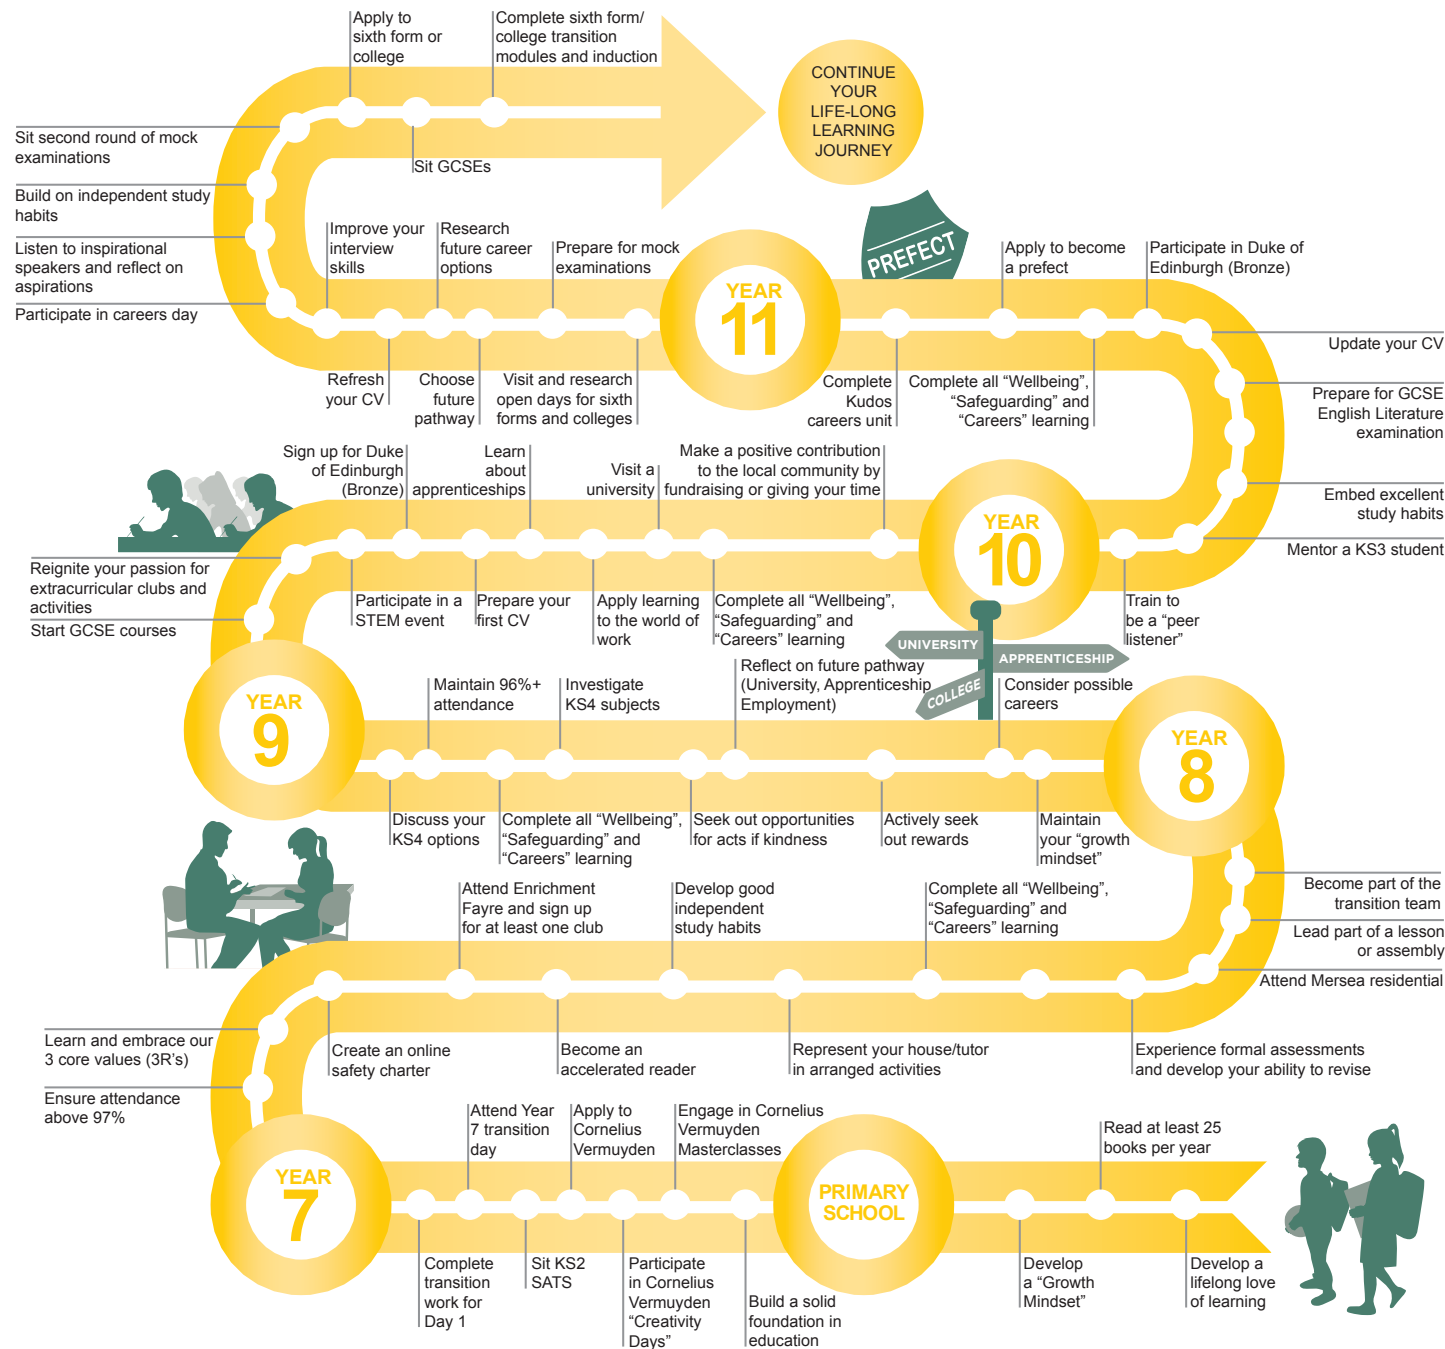 Apply to
sixth form or
college
Complete sixth form/
college transition
modules and induction
CONTINUE
YOUR
LIFE-LONG
LEARNING
JOURNEY
Sit second round of mock
examinations
Sit GCSEs
Build on independent study
habits
Listen to inspirational
speakers and reflect on
aspirations
Participate in careers day
Improve your
interview
skills
Research
future career
options
Prepare for mock
examinations
PREFECT
Apply to become
a prefect
Participate in Duke of
Edinburgh (Bronze)
YEAR
11
Update your CV
Refresh
your CV
Choose
future
pathway
Visit and research
open days for sixth
forms and colleges
Complete
Kudos
careers unit
Complete all “Wellbeing”,
“Safeguarding” and
“Careers” learning
Prepare for GCSE
English Literature
examination
Sign up for Duke
of Edinburgh
(Bronze)
Learn
about
apprenticeships
Visit a
university
Make a positive contribution
to the local community by
fundraising or giving your time
Embed excellent
study habits
YEAR
10
Mentor a KS3 student
Reignite your passion for
extracurricular clubs and
activities
Start GCSE courses
Participate in a
STEM event
Prepare your
first CV
Apply learning
to the world of
work
Complete all “Wellbeing”,
“Safeguarding” and
“Careers” learning
Train to
be a “peer
listener”
UNIVERSITY
APPRENTICESHIP
COLLEGE
YEAR
9
Maintain 96%+
attendance
Investigate
KS4 subjects
Reflect on future pathway
(University, Apprenticeship
Employment)
Consider possible
careers
YEAR
8
Discuss your
KS4 options
Complete all “Wellbeing”,
“Safeguarding” and
“Careers” learning
Seek out opportunities
for acts if kindness
Actively seek
out rewards
Maintain
your “growth
mindset”
Attend Enrichment
Fayre and sign up
for at least one club
Develop good
independent
study habits
Complete all “Wellbeing”,
“Safeguarding” and
“Careers” learning
Become part of the
transition team
Lead part of a lesson
or assembly
Attend Mersea residential
Learn and embrace our
3 core values (3R's)
Ensure attendance
above 97%
Create an online
safety charter
Become an
accelerated reader
Represent your house/tutor
in arranged activities
Experience formal assessments
and develop your ability to revise
YEAR
7
Attend Year
7 transition
day
Apply to
Cornelius
Vermuyden
Engage in Cornelius
Vermuyden
Masterclasses
PRIMARY
SCHOOL
Read at least 25
books per year
Complete
transition
work for
Day 1
Sit KS2
SATS
Participate
in Cornelius
Vermuyden
“Creativity
Days”
Build a solid
foundation in
education
Develop
a “Growth
Mindset”
Develop a
lifelong love
of learning